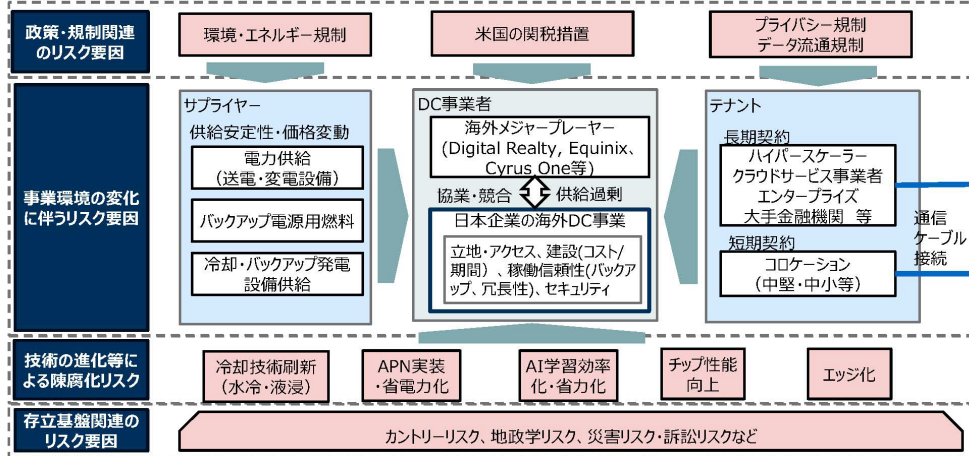 政策・規制関連
のリスク要因
環境・エネルギー規制
米国の関税措置
プライバシー規制
データ流通規制
事業環境の変化
に伴うリスク要因
サプライヤー
供給安定性・価格変動
電力供給
(送電・変電設備)
バックアップ電源用燃料
冷却・バックアップ発電
設備供給
DC事業者
海外メジャープレーヤー
(Digital Realty, Equinix、
Cyrus One等)
協業・競合
供給過剰
日本企業の海外DC事業
立地・アクセス、建設(コスト/
期間）、稼働信頼性(バックア
ップ、冗長性)、セキュリティ
テナント
長期契約
ハイパースケーラー
クラウドサービス事業者
エンタープライズ
大手金融機関 等
短期契約
コロケーション
(中堅・中小等)
通信
ケーブル
接続
技術の進化等に
よる陳腐化リスク
冷却技術刷新
(水冷・液浸)
APN実装
・省電力化
AI学習効率
化・省力化
チップ性能
向上
エッジ化
存立基盤関連の
リスク要因
カントリーリスク、地政学リスク、災害リスク・訴訟リスクなど